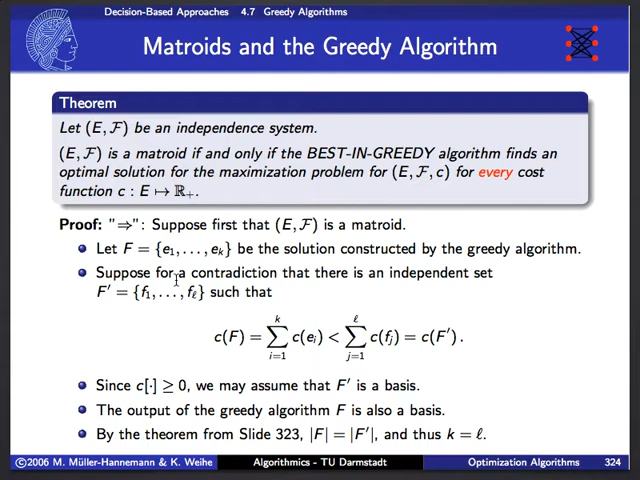 Decision-Based Approaches 4.7 Greedy Algorithms
Matroids and the Greedy Algorithm
Theorem
Let (E, ℱ) be an independence system.
(E, ℱ) is a matroid if and only if the BEST-IN-GREEDY algorithm finds an
optimal solution for the maximization problem for (E, ℱ, c) for every cost
function c : E ↦ ℝ₊.
Proof: "⇒": Suppose first that (E, ℱ) is a matroid.
Let F = {e₁, . . . , eₖ} be the solution constructed by the greedy algorithm.
Suppose for a contradiction that there is an independent set
F′ = {f₁, . . . , f_ℓ} such that
c(F) = ∑_{i=1}^{k} c(eᵢ) < ∑_{j=1}^{ℓ} c(fⱼ) = c(F′) .
Since c[·] ≥ 0, we may assume that F′ is a basis.
The output of the greedy algorithm F is also a basis.
By the theorem from Slide 323, |F| = |F′|, and thus k = ℓ.
©2006 M. Müller-Hannemann & K. Weihe Algorithmics - TU Darmstadt Optimization Algorithms 324